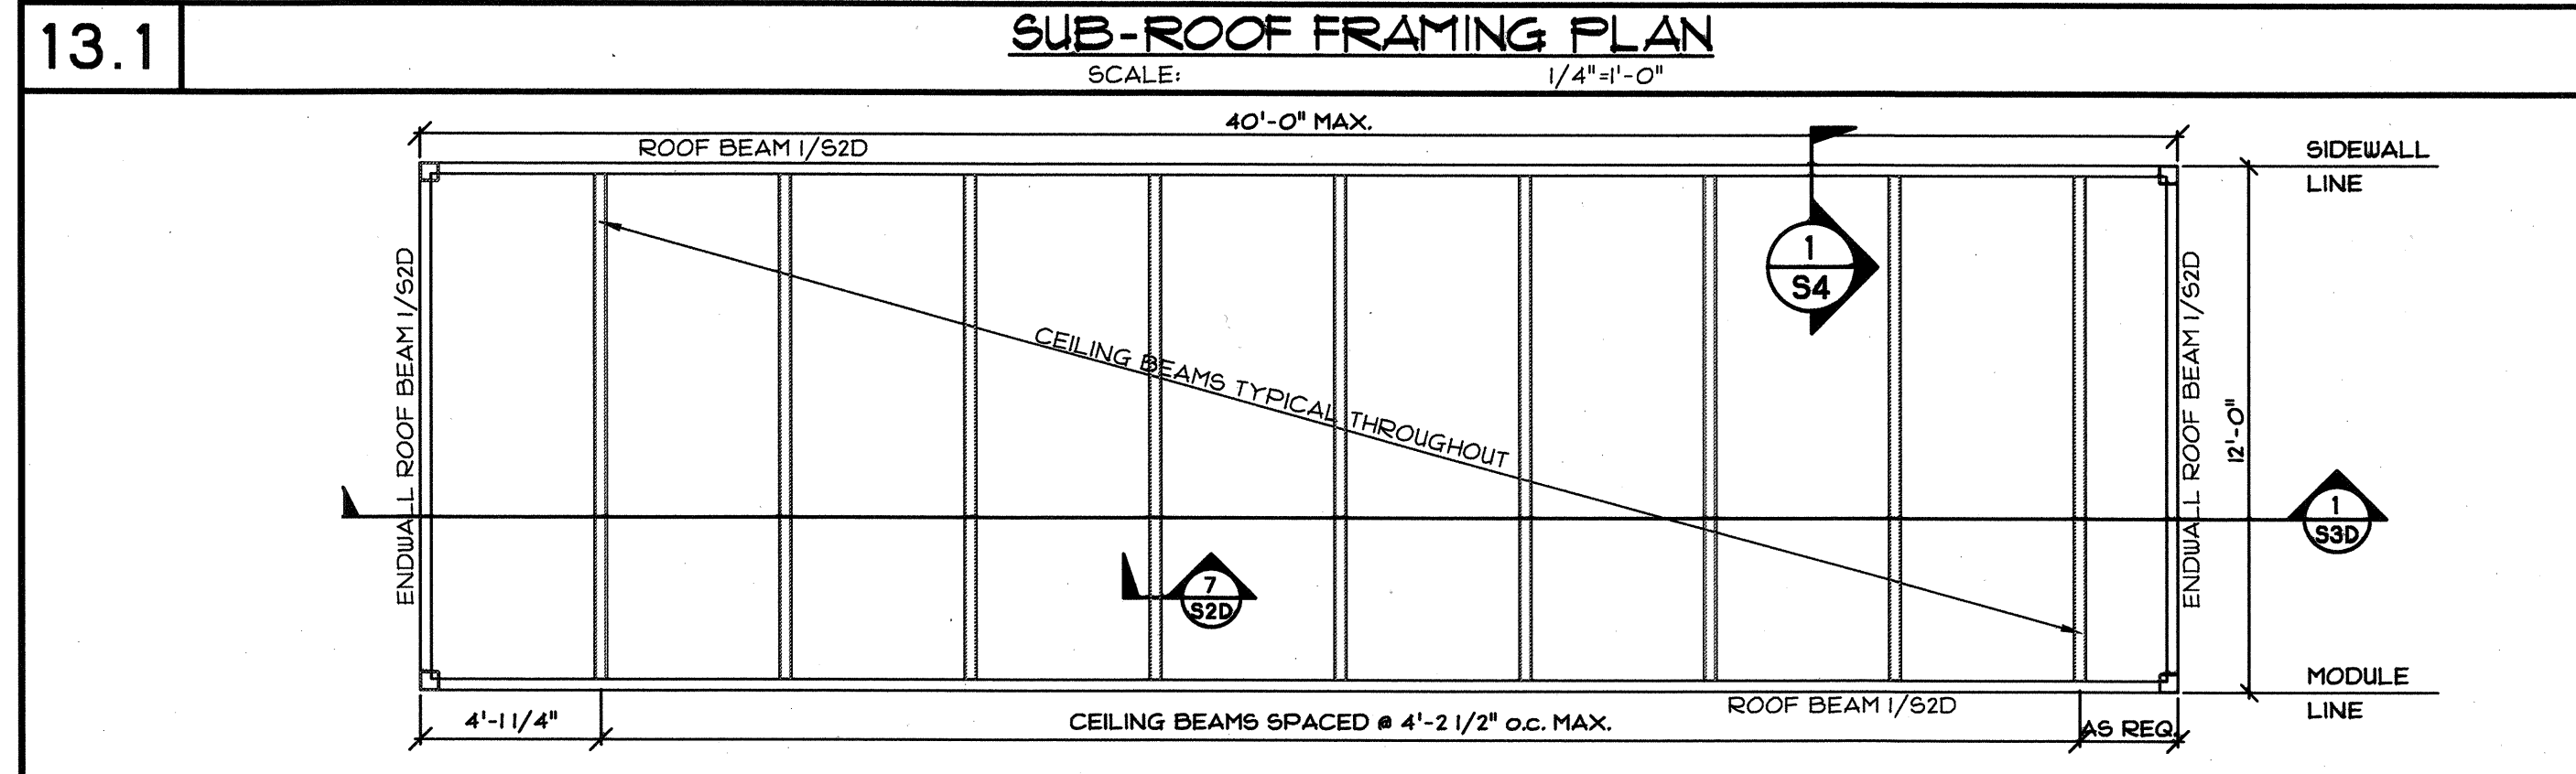 13.1
SUB-ROOF FRAMING PLAN
SCALE: 1/4"=1'-0"
40'-0" MAX.
ROOF BEAM 1/S2D
SIDEWALL
LINE
1
S4
ENDWALL ROOF BEAM 1/S2D
ENDWALL ROOF BEAM 1/S2D
CEILING BEAMS TYPICAL THROUGHOUT
12'-0"
1
S3D
7
S2D
MODULE
LINE
ROOF BEAM 1/S2D
4'-1 1/4"
CEILING BEAMS SPACED @ 4'-2 1/2" o.c. MAX.
AS REQ.